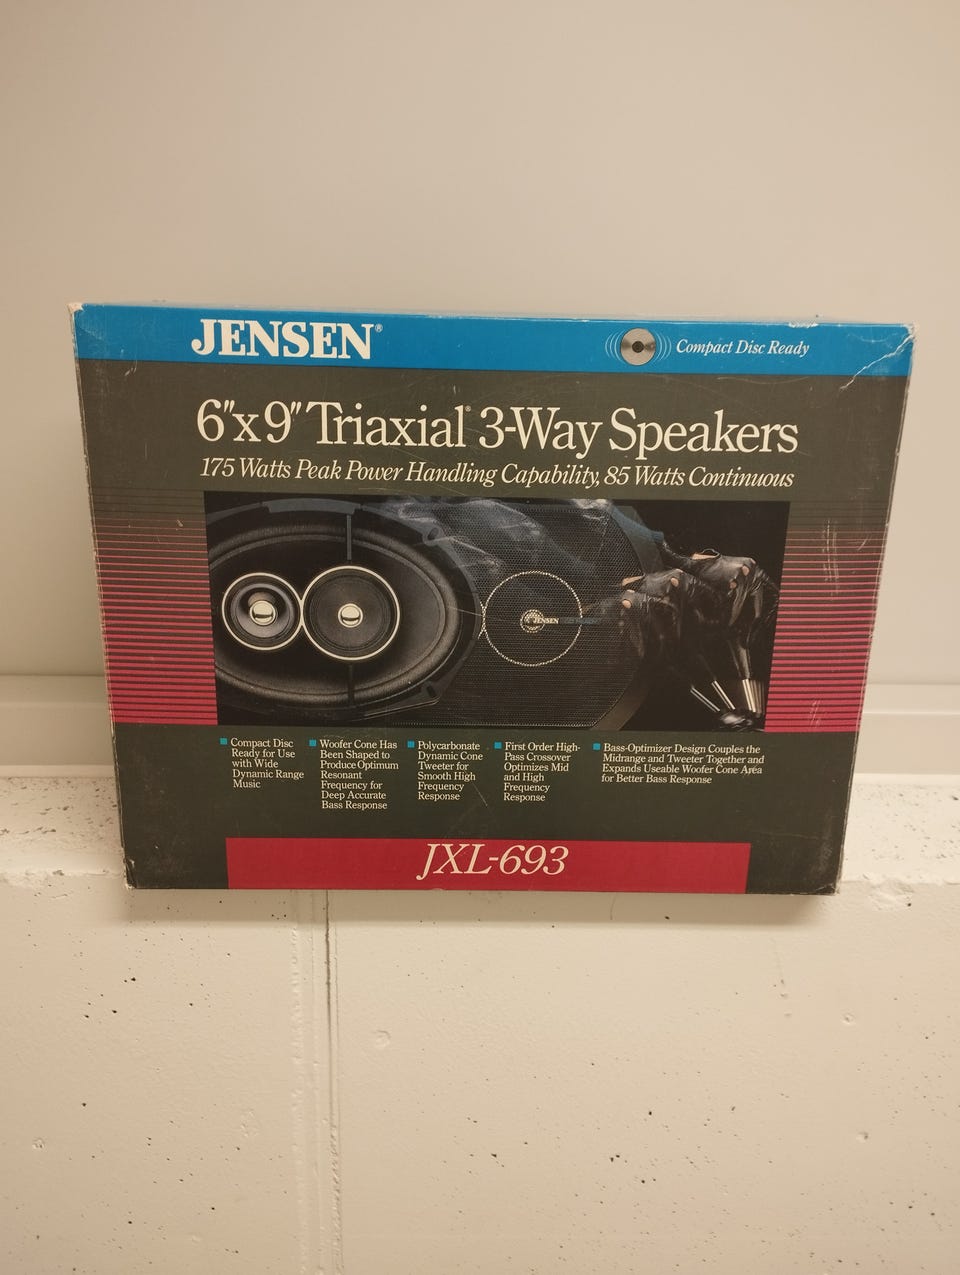 JENSEN®
Compact Disc Ready
6"x9" Triaxial® 3-Way Speakers
175 Watts Peak Power Handling Capability, 85 Watts Continuous
JENSEN
Compact Disc
Ready for Use
with Wide
Dynamic Range
Music
Woofer Cone Has
Been Shaped to
Produce Optimum
Resonant
Frequency for
Deep Accurate
Bass Response
Polycarbonate
Dynamic Cone
Tweeter for
Smooth High
Frequency
Response
First Order High-
Pass Crossover
Optimizes Mid
and High
Frequency
Response
Bass-Optimizer Design Couples the
Midrange and Tweeter Together and
Expands Useable Woofer Cone Area
for Better Bass Response
JXL-693